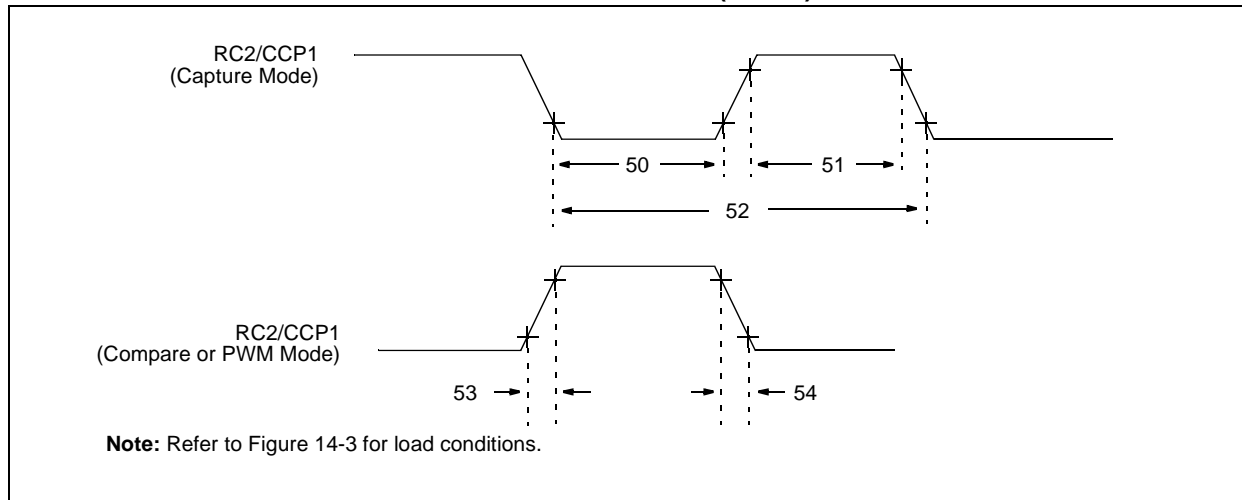 RC2/CCP1
(Capture Mode)
50
51
52
RC2/CCP1
(Compare or PWM Mode)
53
54
Note: Refer to Figure 14-3 for load conditions.